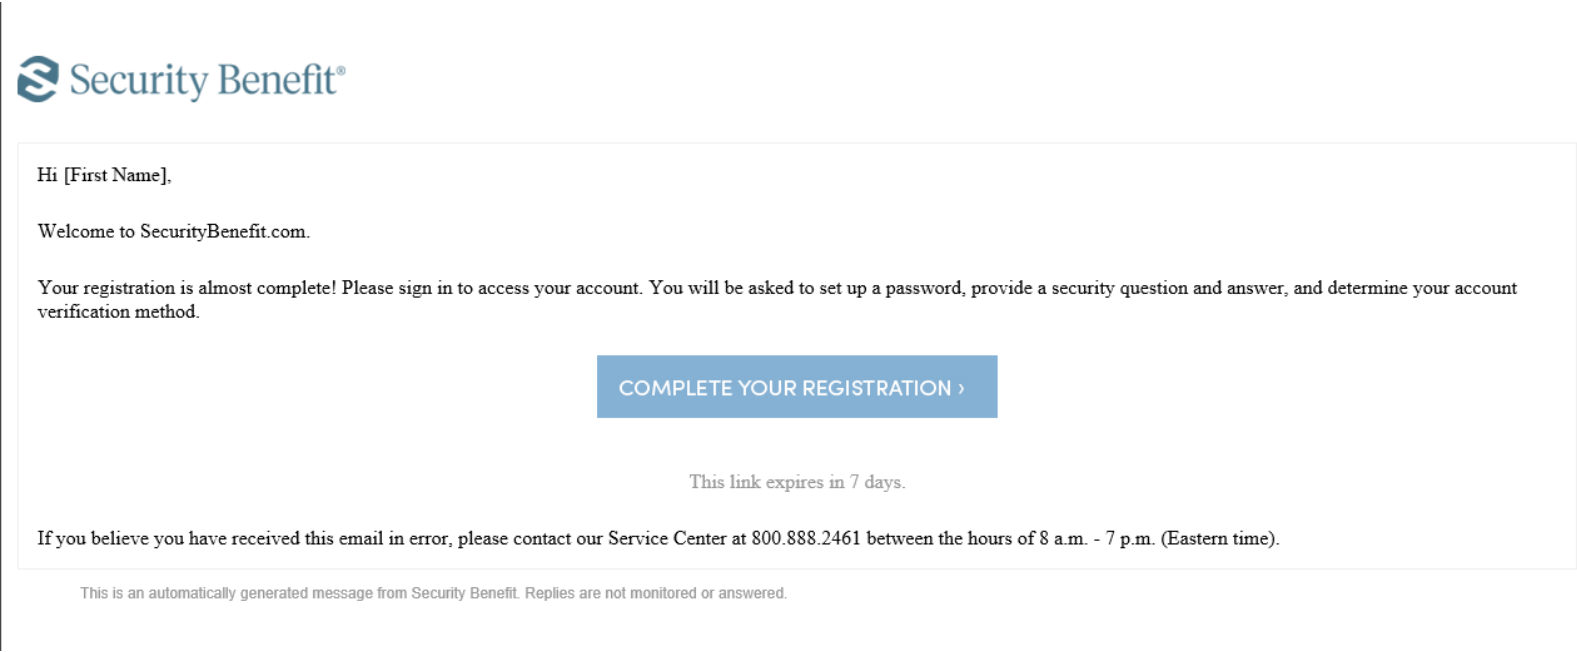 Security Benefit®
Hi [First Name],
Welcome to SecurityBenefit.com.
Your registration is almost complete! Please sign in to access your account. You will be asked to set up a password, provide a security question and answer, and determine your account
verification method.
COMPLETE YOUR REGISTRATION ›
This link expires in 7 days.
If you believe you have received this email in error, please contact our Service Center at 800.888.2461 between the hours of 8 a.m. - 7 p.m. (Eastern time).
This is an automatically generated message from Security Benefit. Replies are not monitored or answered.